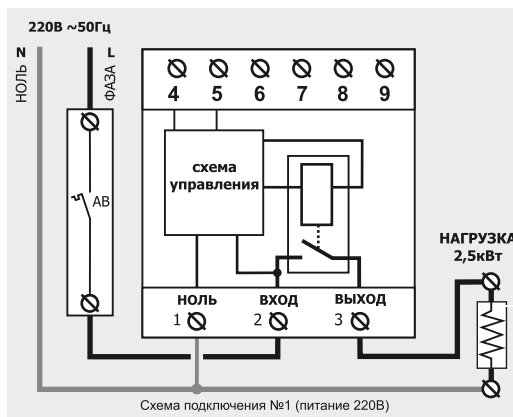 220В ~50Гц
N
L
НОЛЬ
ФАЗА
4 5 6 7 8 9
схема
управления
АВ
НАГРУЗКА
2,5кВт
НОЛЬ ВХОД ВЫХОД
1 2 3
Схема подключения №1 (питание 220В)